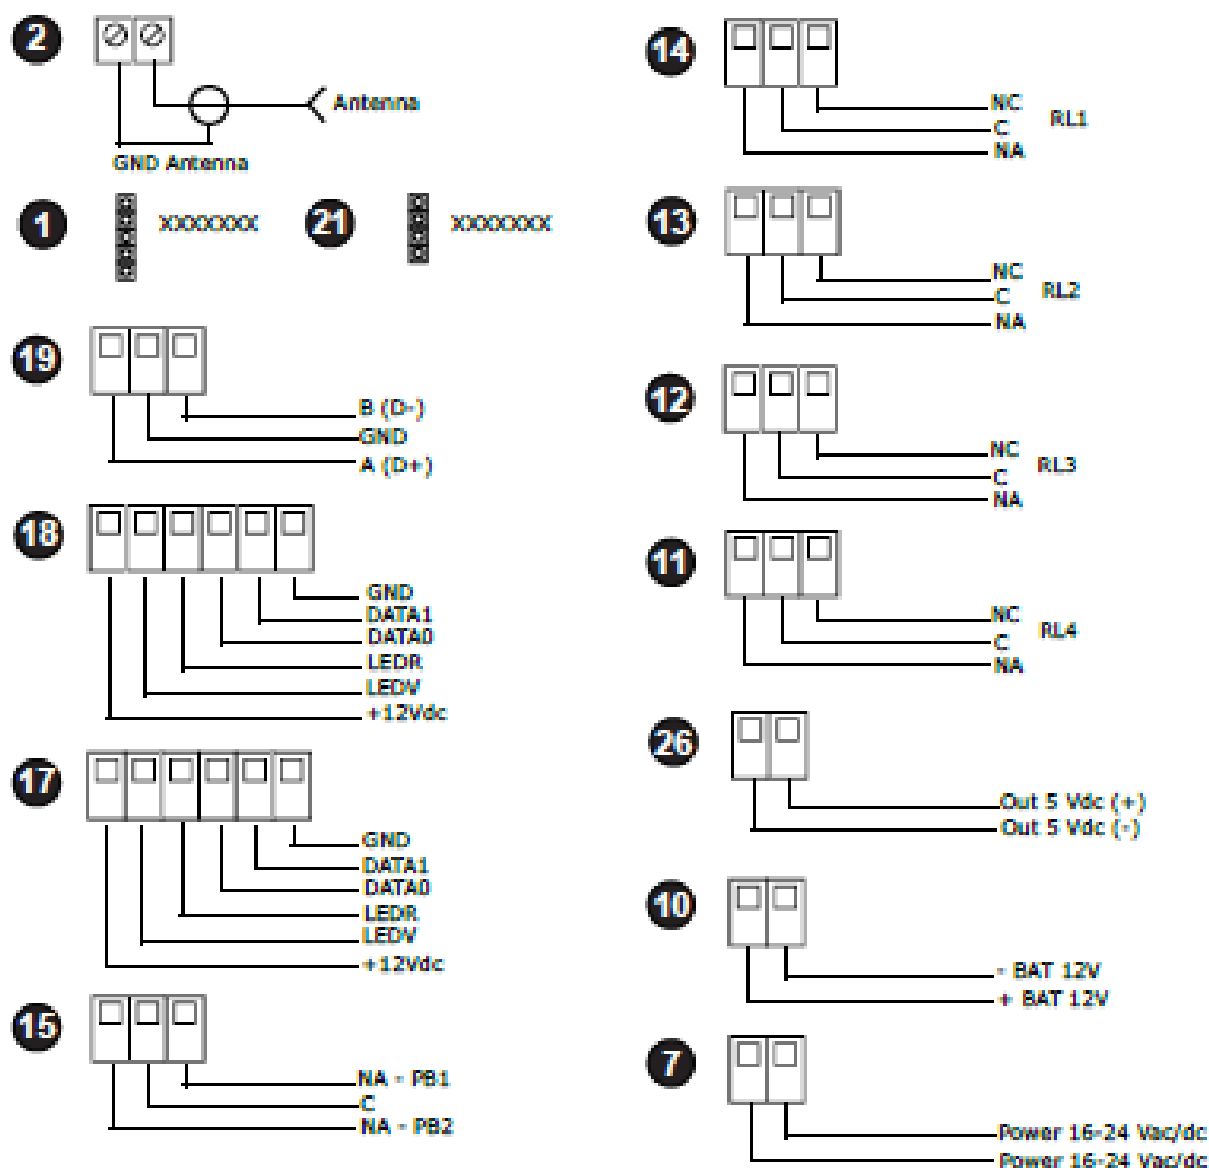 2
Antenna
GND Antenna
1
XXXXXXXX
21
XXXXXXXX
19
B (D-)
GND
A (D+)
18
GND
DATA1
DATA0
LEDR
LEDV
+12Vdc
17
GND
DATA1
DATA0
LEDR
LEDV
+12Vdc
15
NA - PB1
C
NA - PB2
14
NC
C RL1
NA
13
NC
C RL2
NA
12
NC
C RL3
NA
11
NC
C RL4
NA
26
Out 5 Vdc (+)
Out 5 Vdc (-)
10
- BAT 12V
+ BAT 12V
7
Power 16-24 Vac/dc
Power 16-24 Vac/dc